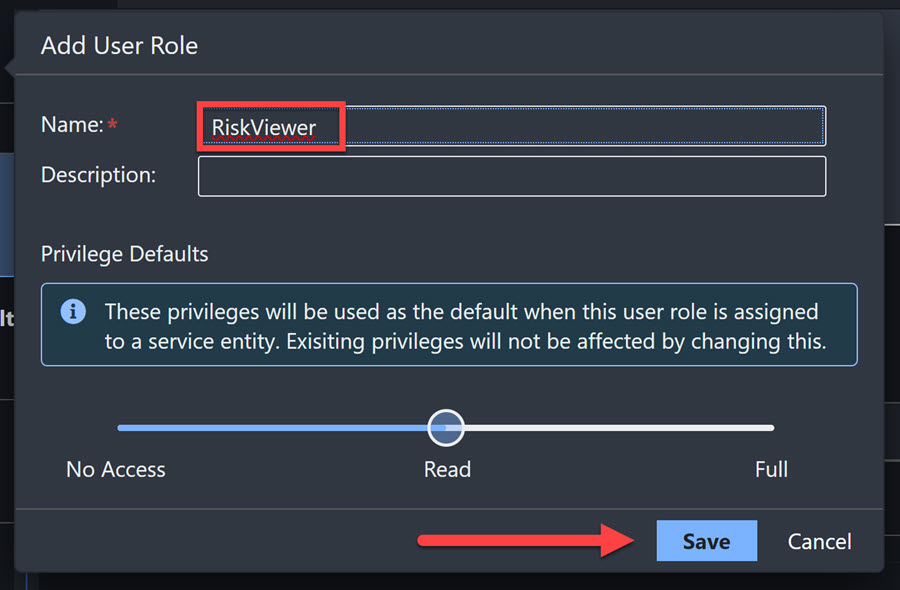 Add User Role
Name:*
RiskViewer
Description:
Privilege Defaults
These privileges will be used as the default when this user role is assigned
to a service entity. Exisiting privileges will not be affected by changing this.
No Access
Read
Full
Save
Cancel